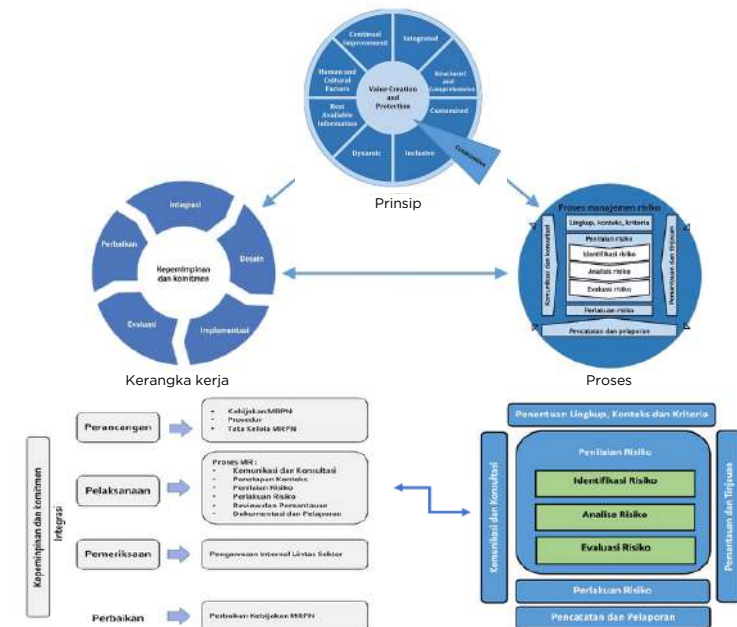 Continual
Improvement
Integrated
Human and
Cultural
Factors
Structured
and
Comprehensive
Value Creation
and
Protection
Best
Available
Information
Customized
Dynamic
Inclusive
Prinsip
Integrasi
Perbaikan
Desain
Kepemimpinan
dan komitmen
Evaluasi
Implementasi
Kerangka kerja
Proses manajemen risiko
Lingkup, konteks, kriteria
Penilaian risiko
Identifikasi risiko
Analisis risiko
Evaluasi risiko
Perlakuan risiko
Pencatatan dan pelaporan
Komunikasi dan konsultasi
Pemantauan dan tinjauan
Proses
Kepemimpinan dan komitmen
Integrasi
Perancangan
• Kebijakan MRPN
• Prosedur
• Tata Kelola MRPN
Pelaksanaan
Proses MR:
• Komunikasi dan Konsultasi
• Penetapan Konteks
• Penilaian Risiko
• Perlakuan Risiko
• Reviu dan Pemantauan
• Dokumentasi dan Pelaporan
Pemeriksaan
Pengawasan Internal Lintas Sektor
Perbaikan
Perbaikan Kebijakan MRPN
Penentuan Lingkup, Konteks dan Kriteria
Komunikasi dan Konsultasi
Penilaian Risiko
Identifikasi Risiko
Analisa Risiko
Evaluasi Risiko
Pemantauan dan Tinjauan
Perlakuan Risiko
Pencatatan dan Pelaporan